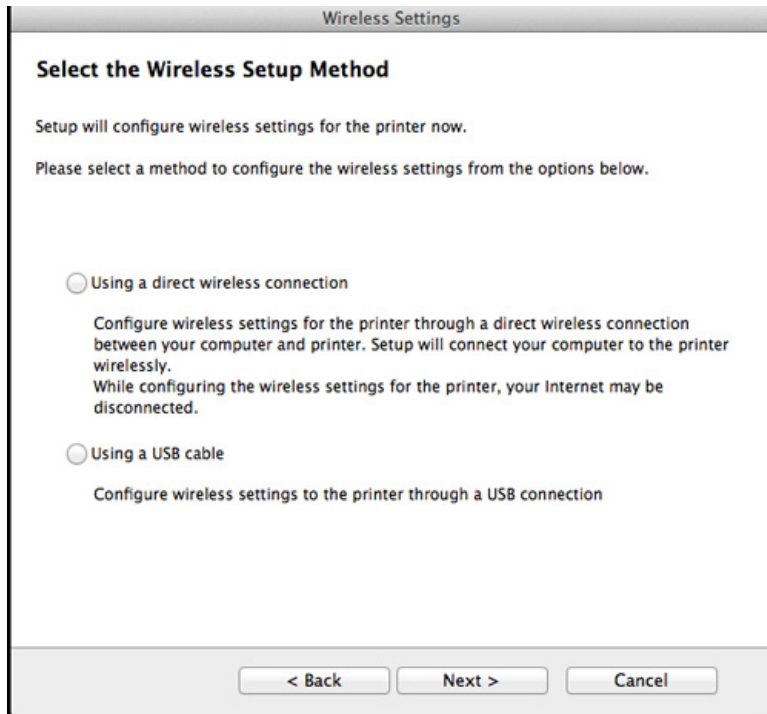 Wireless Settings
Select the Wireless Setup Method
Setup will configure wireless settings for the printer now.
Please select a method to configure the wireless settings from the options below.
Using a direct wireless connection
Configure wireless settings for the printer through a direct wireless connection
between your computer and printer. Setup will connect your computer to the printer
wirelessly.
While configuring the wireless settings for the printer, your Internet may be
disconnected.
Using a USB cable
Configure wireless settings to the printer through a USB connection
< Back Next > Cancel